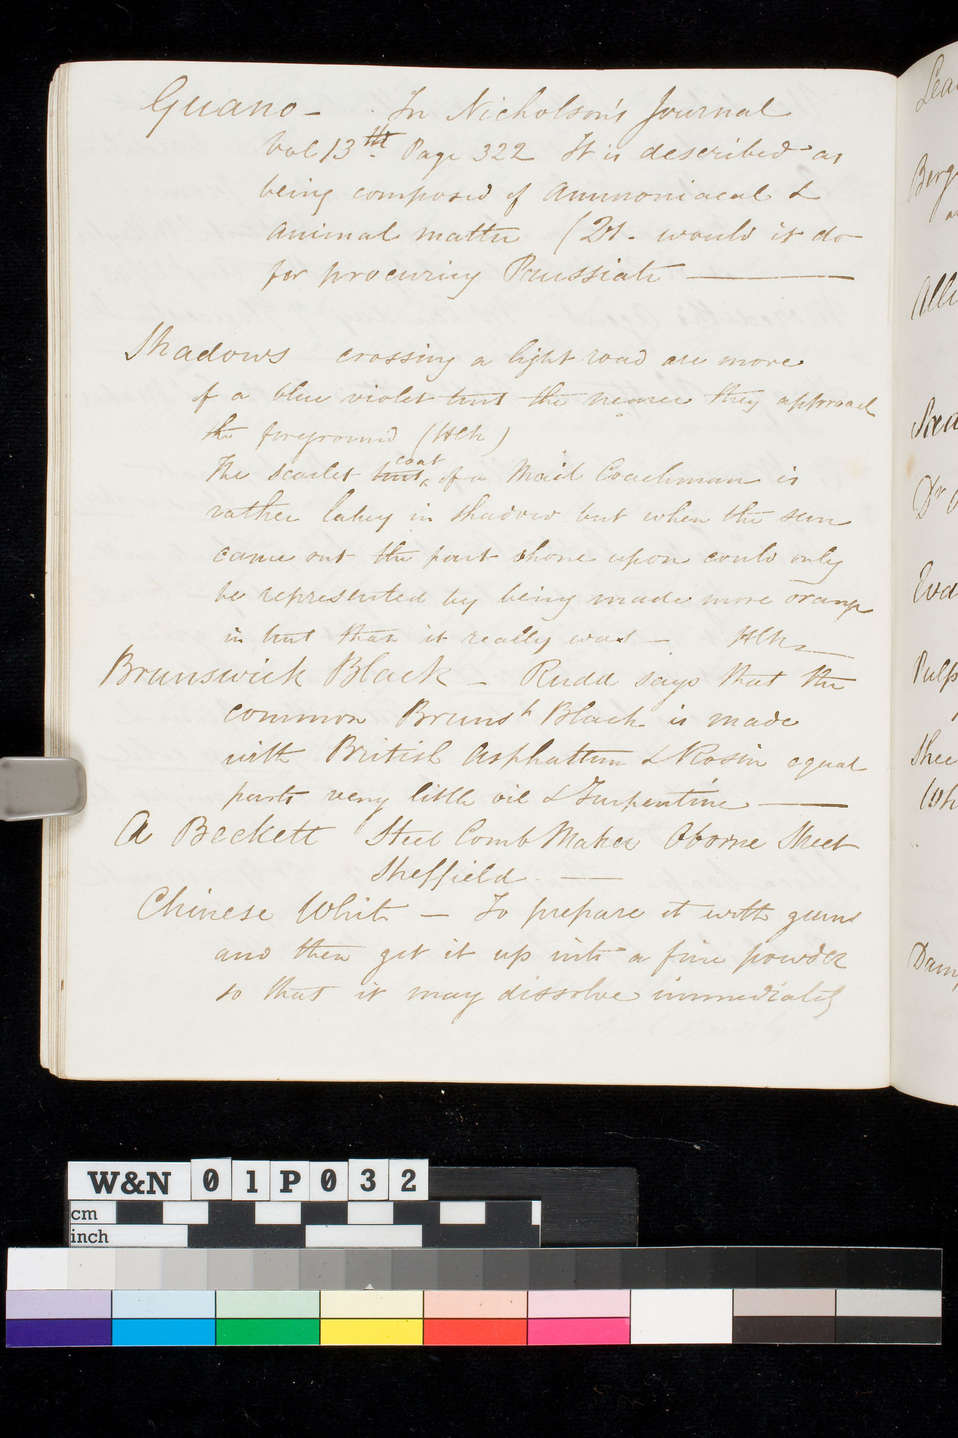 Guano - In Nicholson's Journal
Vol 13th Page 322 It is described as
being composed of Ammoniacal &
Animal matter (Qt. would it do
for procuring Prussiate
Shadows crossing a light road are more
of a blue violet tint the nearer they approach
the foreground (HCh)
The scarlet tint coat of a Mail Coachman is
rather lakey in shadow but when the sun
came out the part shone upon could only
be represented by being made more orange
in tint than it really was -
Brunswick Black - Rudd says that the
common Brunsk Black is made
with British Asphaltum & Rosin equal
parts very little oil & Turpentine
A Beckett Steel Comb Maker Oborne Street
Sheffield
Chinese White - To prepare it with gums
and then get it up into a fine powder
so that it may dissolve immediately
Lea
Berg
Alli
Dr
Eva
Pulp
Shee
Dam
W&N 01P032
cm
inch